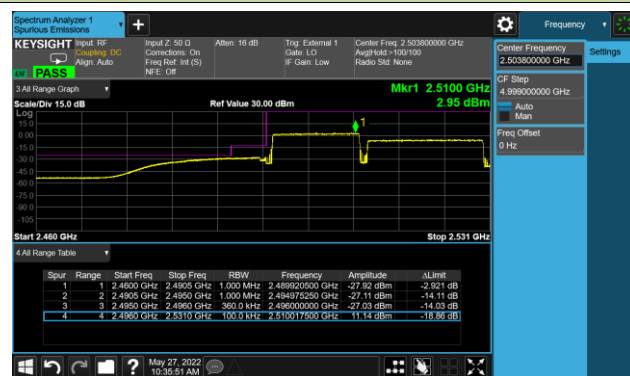 Spectrum Analyzer 1
Spurious Emissions
Frequency
KEYSIGHT
Input: RF
Coupling: DC
Align: Auto
Input Z: 50 Ω
Corrections: On
Freq Ref: Int (S)
NFE: Off
Atten: 16 dB
Trig: External 1
Gate: LO
IF Gain: Low
Center Freq: 2.503800000 GHz
Avg|Hold:>100/100
Radio Std: None
PASS
Center Frequency
2.503800000 GHz
Settings
CF Step
4.999000000 GHz
Auto
Man
Freq Offset
0 Hz
3 All Range Graph
Mkr1 2.5100 GHz
Scale/Div 15.0 dB
Ref Value 30.00 dBm
2.95 dBm
Log
15.0
0.00
-15.0
-30.0
-45.0
-60.0
-75.0
-90.0
-105
1
Start 2.460 GHz
Stop 2.531 GHz
4 All Range Table
Spur Range Start Freq Stop Freq RBW Frequency Amplitude ΔLimit
1 1 2.4600 GHz 2.4905 GHz 1.000 MHz 2.489920500 GHz -27.92 dBm -2.921 dB
2 2 2.4905 GHz 2.4950 GHz 1.000 MHz 2.494975250 GHz -27.11 dBm -14.11 dB
3 3 2.4950 GHz 2.4960 GHz 360.0 kHz 2.496000000 GHz -27.03 dBm -14.03 dB
4 4 2.4960 GHz 2.5310 GHz 100.0 kHz 2.510017500 GHz 11.14 dBm -18.86 dB
?
May 27, 2022
10:35:51 AM